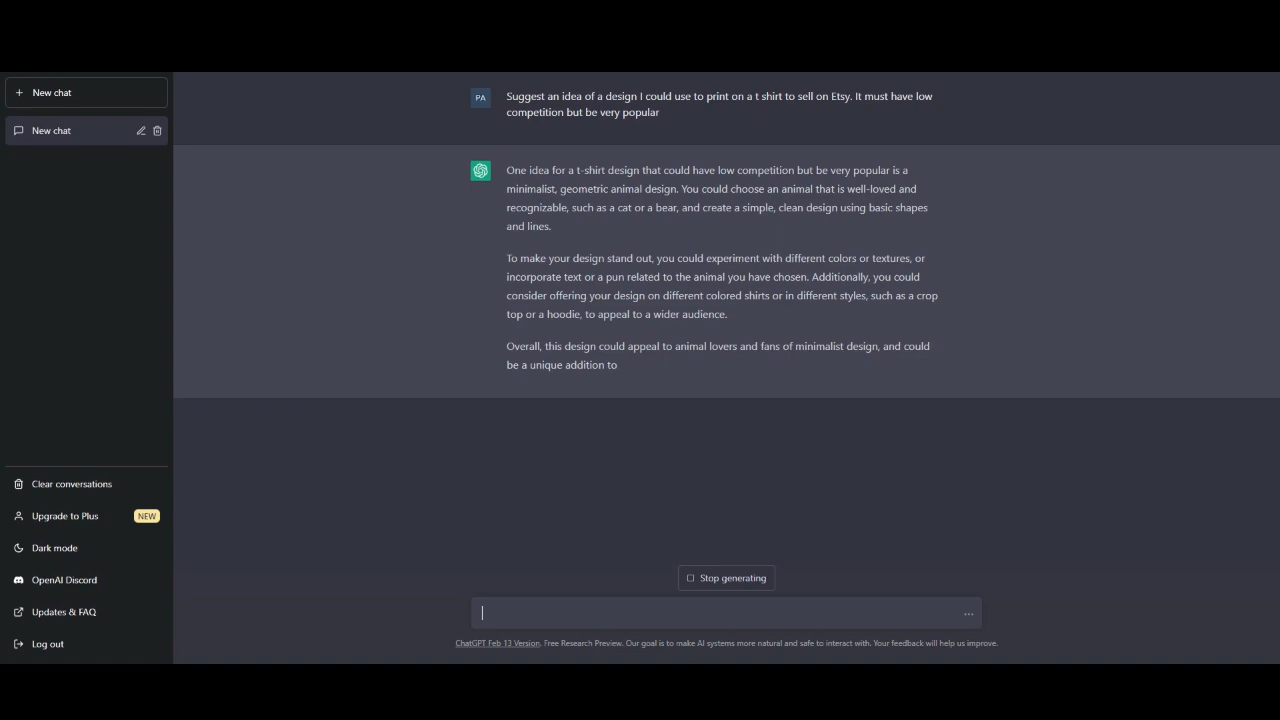 New chat
New chat
Clear conversations
Upgrade to Plus NEW
Dark mode
OpenAI Discord
Updates & FAQ
Log out
PA
Suggest an idea of a design I could use to print on a t shirt to sell on Etsy. It must have low
competition but be very popular
One idea for a t-shirt design that could have low competition but be very popular is a
minimalist, geometric animal design. You could choose an animal that is well-loved and
recognizable, such as a cat or a bear, and create a simple, clean design using basic shapes
and lines.
To make your design stand out, you could experiment with different colors or textures, or
incorporate text or a pun related to the animal you have chosen. Additionally, you could
consider offering your design on different colored shirts or in different styles, such as a crop
top or a hoodie, to appeal to a wider audience.
Overall, this design could appeal to animal lovers and fans of minimalist design, and could
be a unique addition to
Stop generating
ChatGPT Feb 13 Version. Free Research Preview. Our goal is to make AI systems more natural and safe to interact with. Your feedback will help us improve.